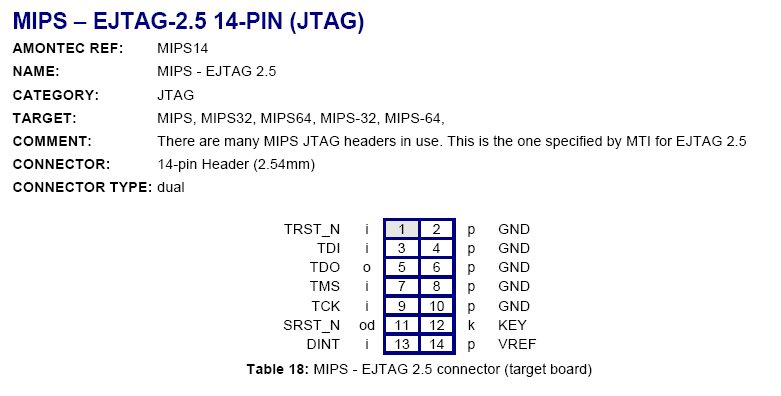 MIPS – EJTAG-2.5 14-PIN (JTAG)
AMONTEC REF: MIPS14
NAME: MIPS - EJTAG 2.5
CATEGORY: JTAG
TARGET: MIPS, MIPS32, MIPS64, MIPS-32, MIPS-64,
COMMENT: There are many MIPS JTAG headers in use. This is the one specified by MTI for EJTAG 2.5
CONNECTOR: 14-pin Header (2.54mm)
CONNECTOR TYPE: dual
TRST_N i 1 2 p GND
TDI i 3 4 p GND
TDO o 5 6 p GND
TMS i 7 8 p GND
TCK i 9 10 p GND
SRST_N od 11 12 k KEY
DINT i 13 14 p VREF
Table 18: MIPS - EJTAG 2.5 connector (target board)